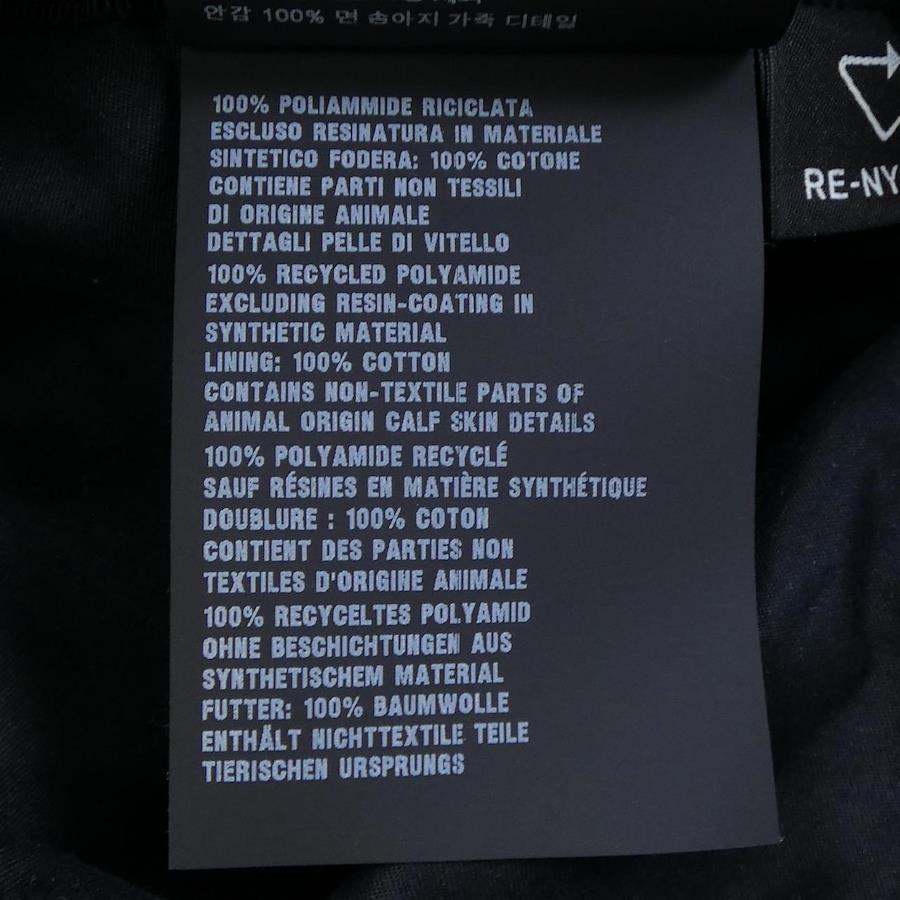 안감 100% 면 송아지 가죽 디테일
100% POLIAMMIDE RICICLATA
ESCLUSO RESINATURA IN MATERIALE
SINTETICO FODERA: 100% COTONE
CONTIENE PARTI NON TESSILI
DI ORIGINE ANIMALE
DETTAGLI PELLE DI VITELLO
100% RECYCLED POLYAMIDE
EXCLUDING RESIN-COATING IN
SYNTHETIC MATERIAL
LINING: 100% COTTON
CONTAINS NON-TEXTILE PARTS OF
ANIMAL ORIGIN CALF SKIN DETAILS
100% POLYAMIDE RECYCLÉ
SAUF RÉSINES EN MATIÈRE SYNTHÉTIQUE
DOUBLURE : 100% COTON
CONTIENT DES PARTIES NON
TEXTILES D'ORIGINE ANIMALE
100% RECYCELTES POLYAMID
OHNE BESCHICHTUNGEN AUS
SYNTHETISCHEM MATERIAL
FUTTER: 100% BAUMWOLLE
ENTHÄLT NICHTTEXTILE TEILE
TIERISCHEN URSPRUNGS
RE-NY